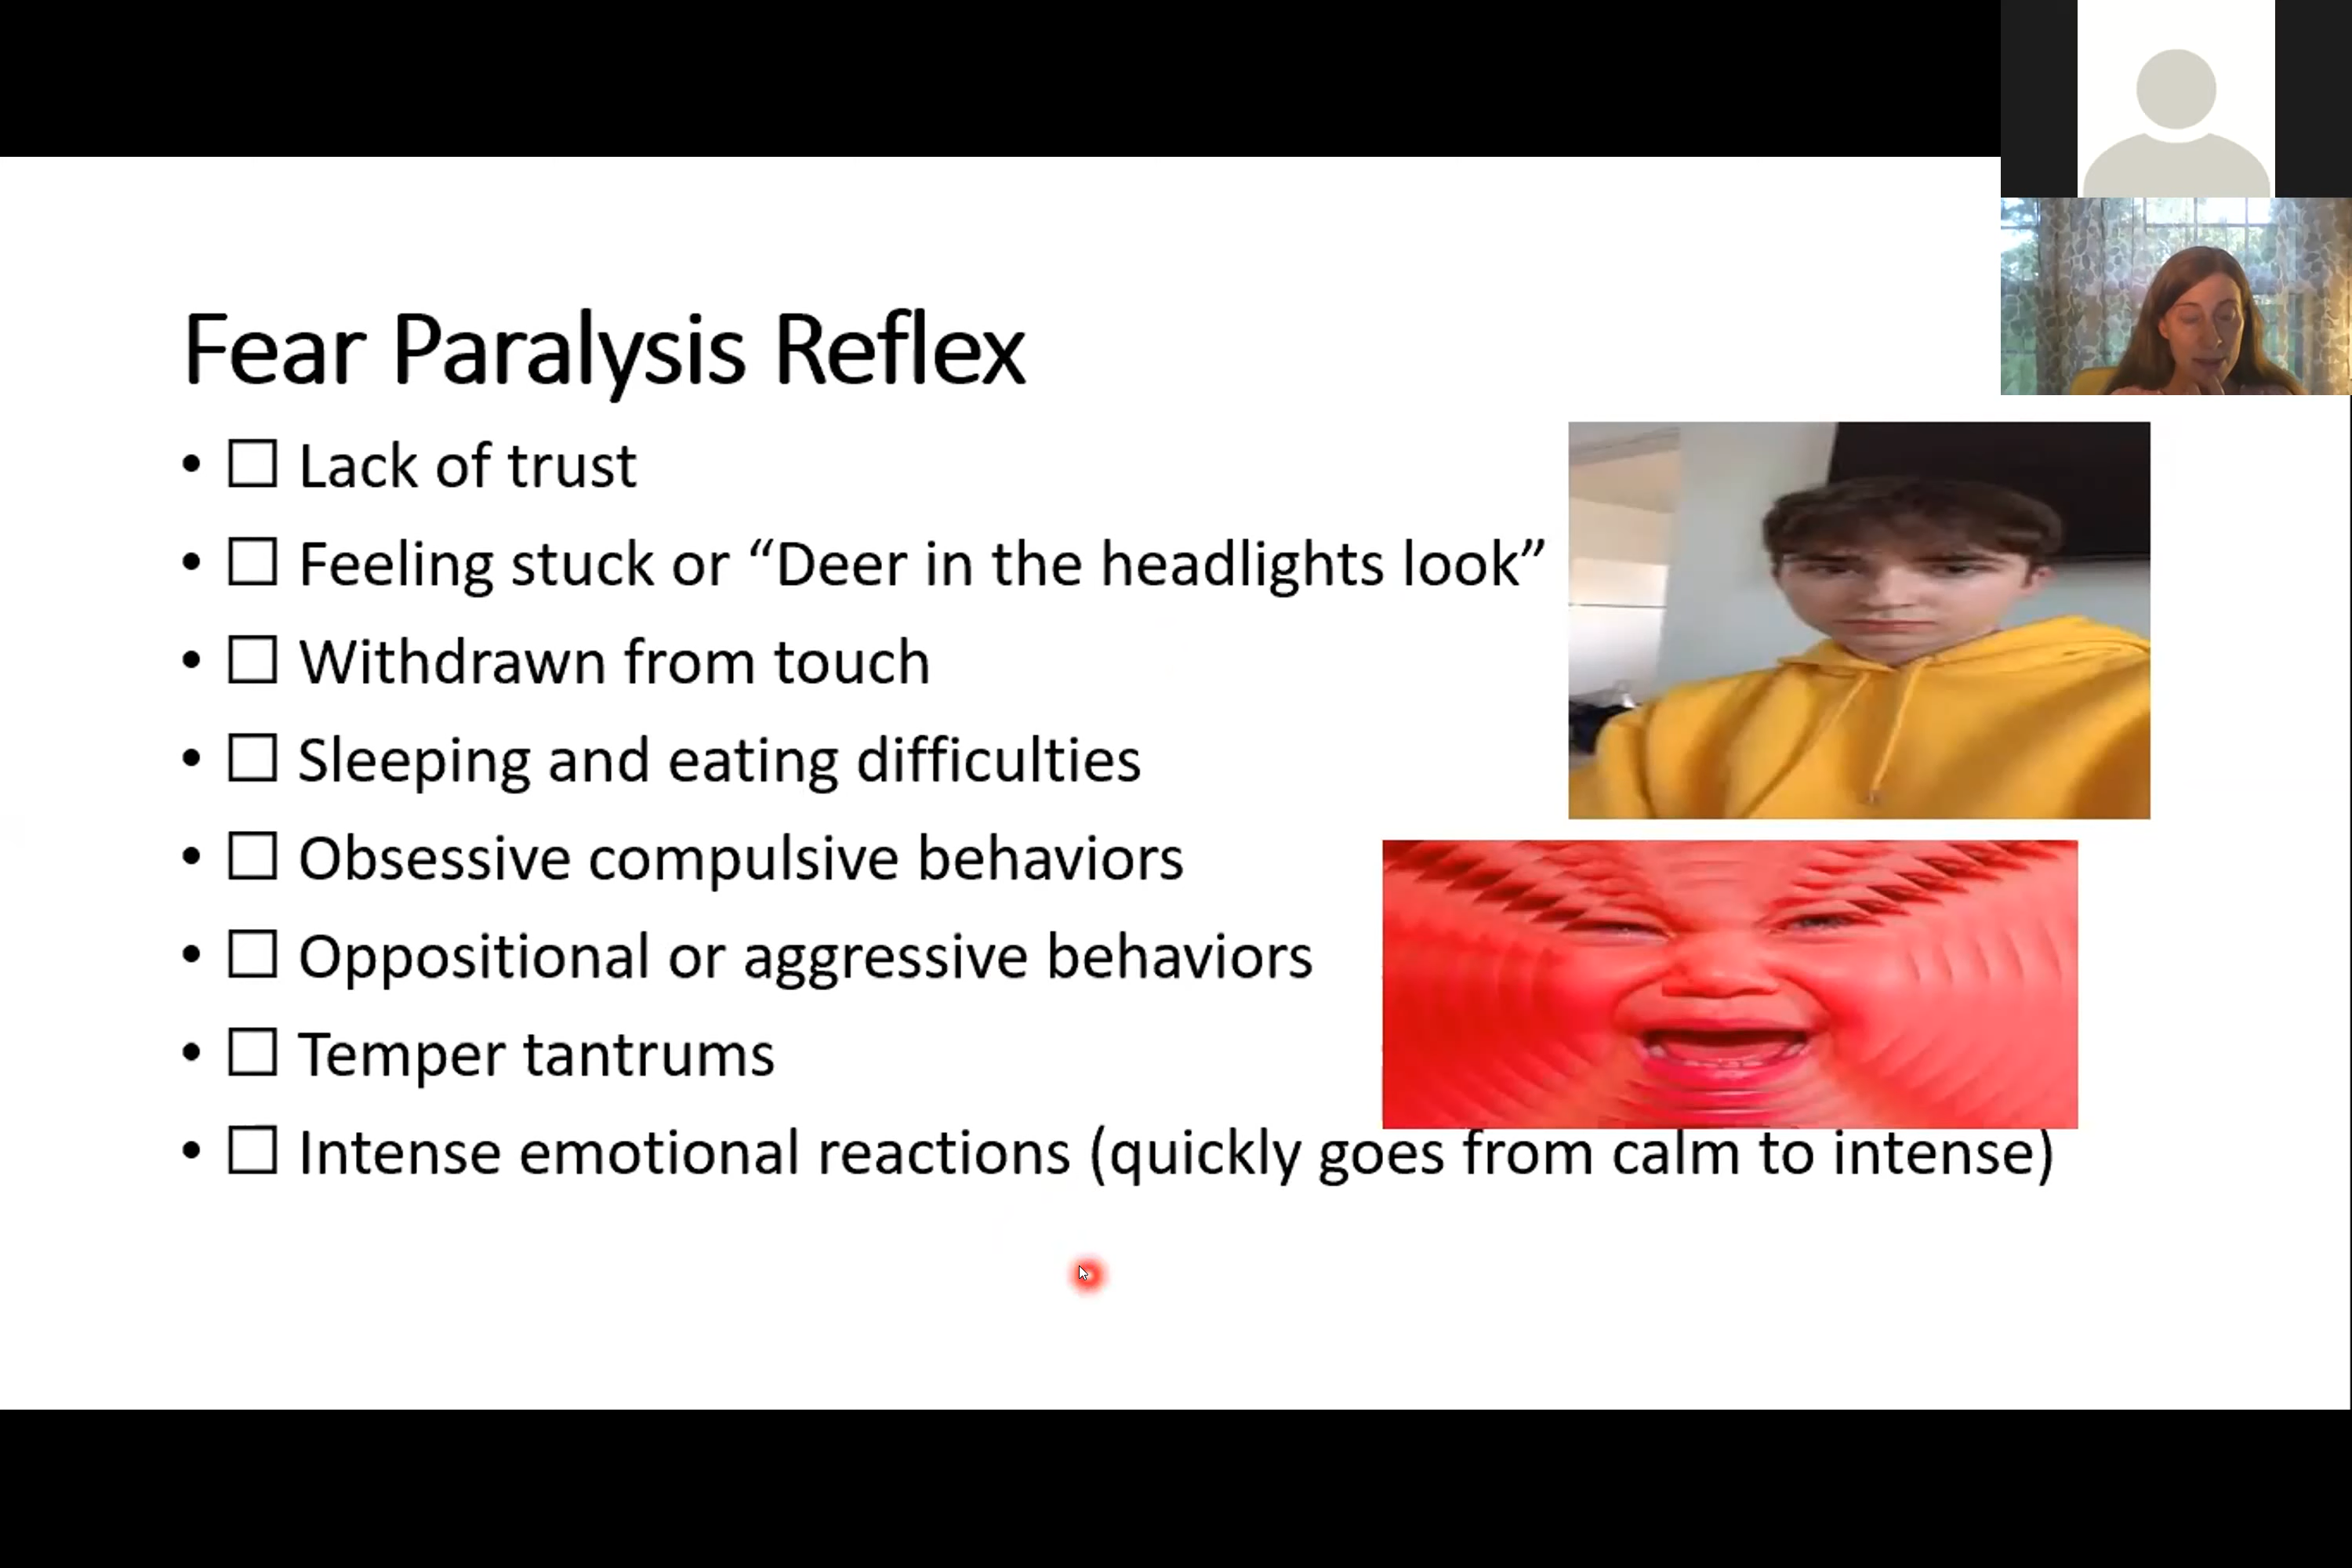 Fear Paralysis Reflex
• ☐ Lack of trust
• ☐ Feeling stuck or “Deer in the headlights look”
• ☐ Withdrawn from touch
• ☐ Sleeping and eating difficulties
• ☐ Obsessive compulsive behaviors
• ☐ Oppositional or aggressive behaviors
• ☐ Temper tantrums
• ☐ Intense emotional reactions (quickly goes from calm to intense)